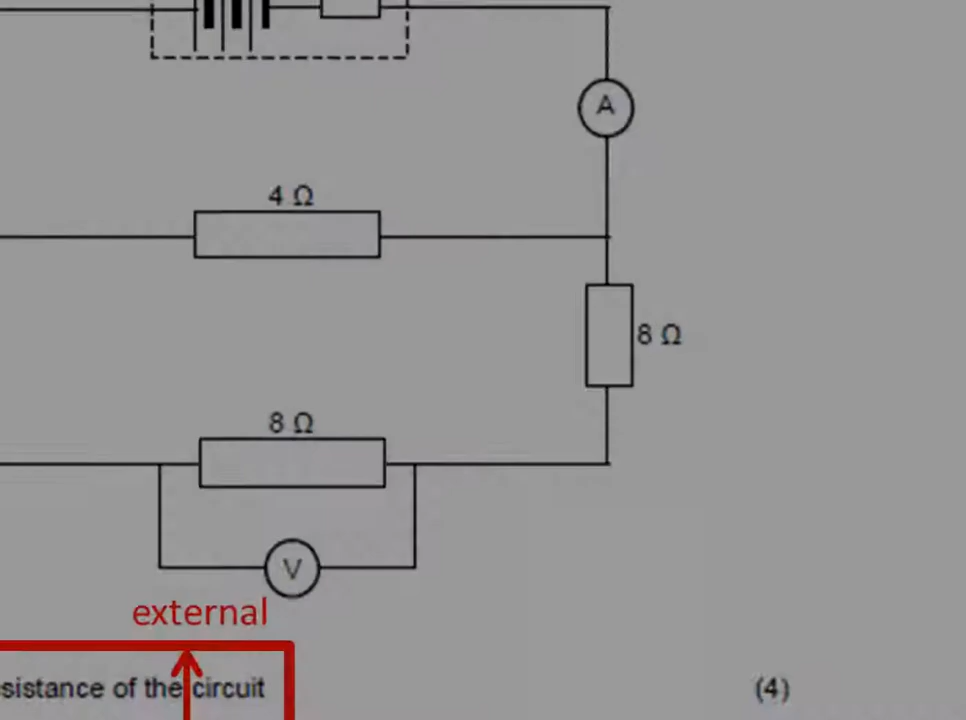 A
4 Ω
8 Ω
8 Ω
V
external
sistance of the circuit (4)